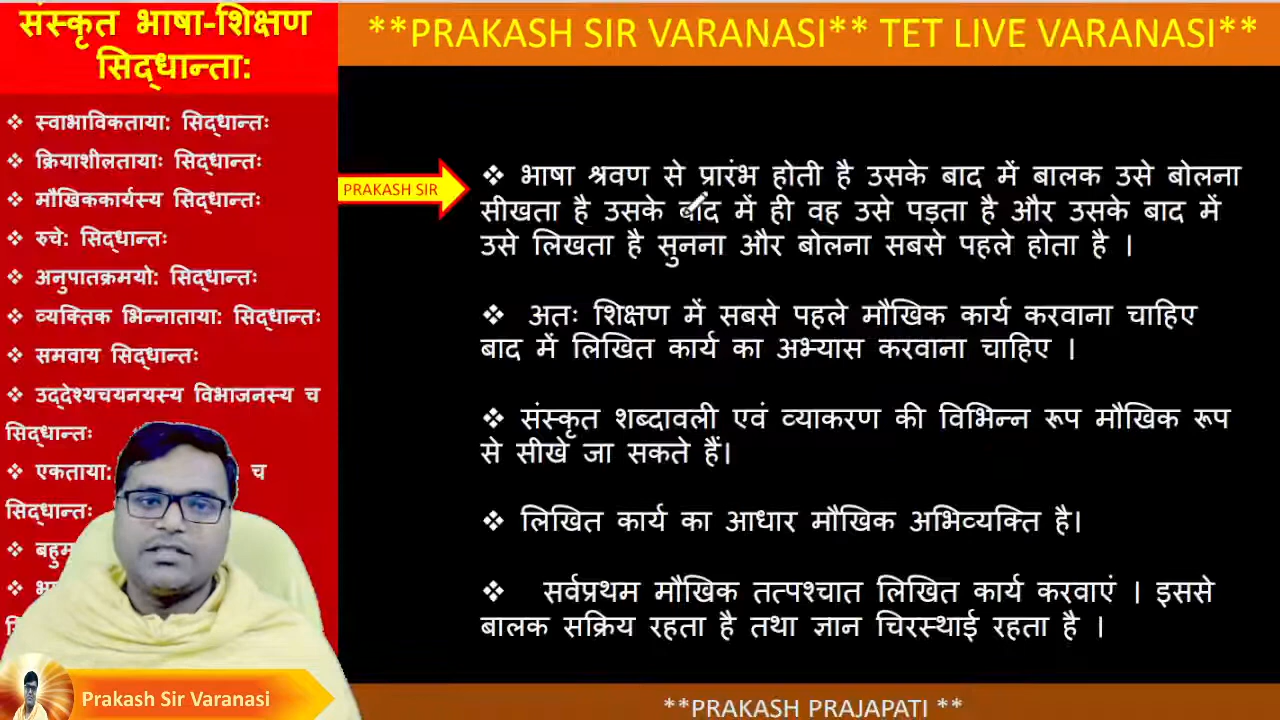 संस्कृत भाषा-शिक्षण
सिद्धान्ता:
**PRAKASH SIR VARANASI** TET LIVE VARANASI**
❖ स्वाभाविकताया: सिद्धान्तः
❖ क्रियाशीलतायाः सिद्धान्तः
❖ मौखिककार्यस्य सिद्धान्तः
❖ रुचे: सिद्धान्तः
❖ अनुपातक्रमयो: सिद्धान्तः
❖ व्यक्तिक भिन्नाताया: सिद्धान्तः
❖ समवाय सिद्धान्तः
❖ उद्देश्यचयनयस्य विभाजनस्य च
सिद्धान्तः
❖ एकताया: च
सिद्धान्तः
PRAKASH SIR
❖ भाषा श्रवण से प्रारंभ होती है उसके बाद में बालक उसे बोलना
सीखता है उसके बाद में ही वह उसे पड़ता है और उसके बाद में
उसे लिखता है सुनना और बोलना सबसे पहले होता है ।
❖ अतः शिक्षण में सबसे पहले मौखिक कार्य करवाना चाहिए
बाद में लिखित कार्य का अभ्यास करवाना चाहिए ।
❖ संस्कृत शब्दावली एवं व्याकरण की विभिन्न रूप मौखिक रूप
से सीखे जा सकते हैं।
❖ लिखित कार्य का आधार मौखिक अभिव्यक्ति है।
❖ सर्वप्रथम मौखिक तत्पश्चात लिखित कार्य करवाएं । इससे
बालक सक्रिय रहता है तथा ज्ञान चिरस्थाई रहता है ।
Prakash Sir Varanasi
**PRAKASH PRAJAPATI **